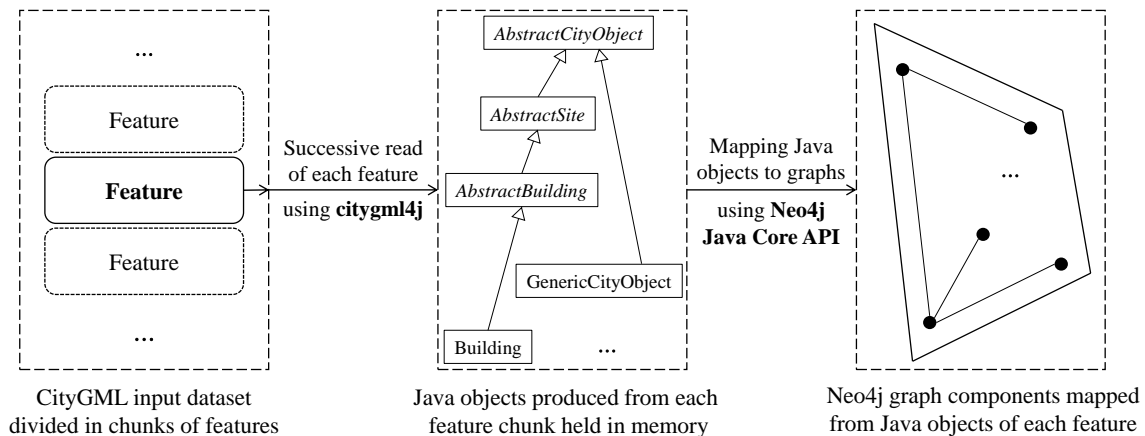 ...
Feature
Feature
Feature
...
CityGML input dataset
divided in chunks of features
Successive read
of each feature
using citygml4j
AbstractCityObject
AbstractSite
AbstractBuilding
GenericCityObject
Building
...
Java objects produced from each
feature chunk held in memory
Mapping Java
objects to graphs
using Neo4j
Java Core API
...
Neo4j graph components mapped
from Java objects of each feature